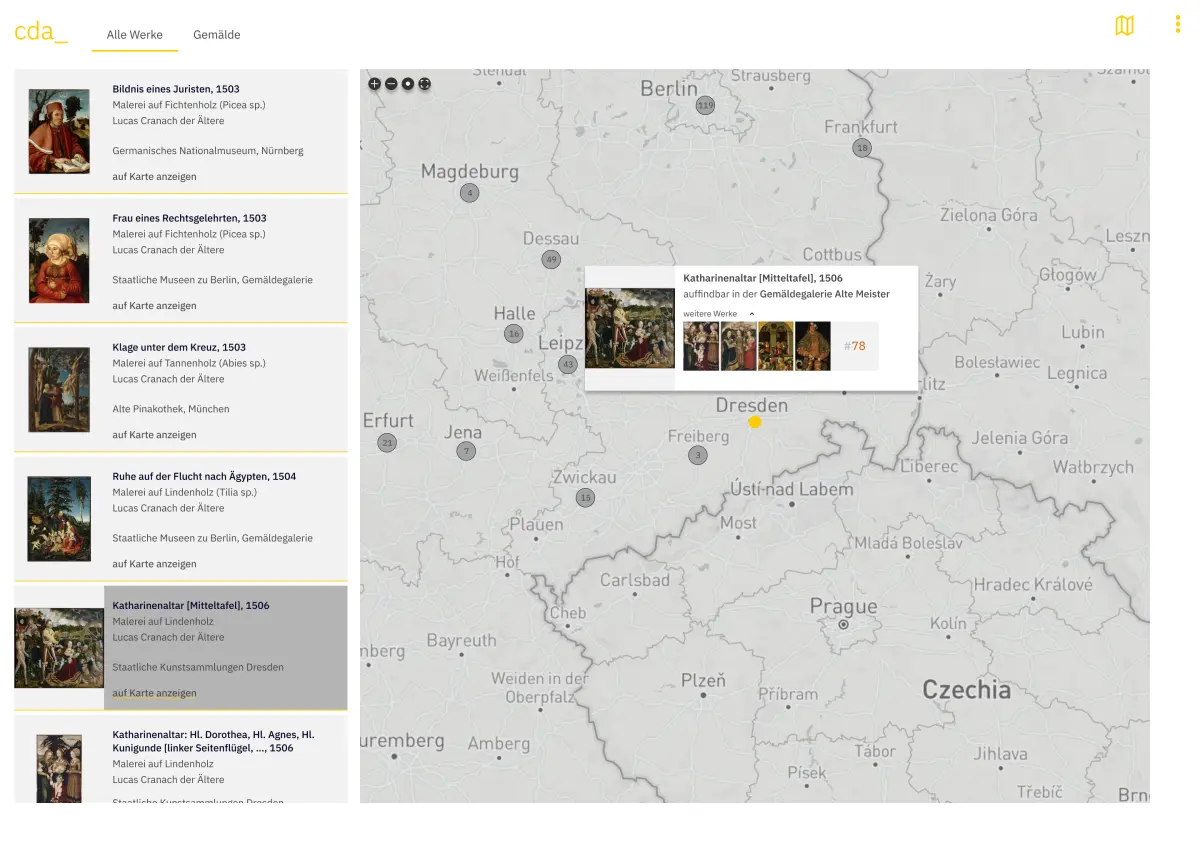 cda_
Alle Werke
Gemälde
Bildnis eines Juristen, 1503
Malerei auf Fichtenholz (Picea sp.)
Lucas Cranach der Ältere
Germanisches Nationalmuseum, Nürnberg
auf Karte anzeigen
Frau eines Rechtsgelehrten, 1503
Malerei auf Fichtenholz (Picea sp.)
Lucas Cranach der Ältere
Staatliche Museen zu Berlin, Gemäldegalerie
auf Karte anzeigen
Klage unter dem Kreuz, 1503
Malerei auf Tannenholz (Abies sp.)
Lucas Cranach der Ältere
Alte Pinakothek, München
auf Karte anzeigen
Ruhe auf der Flucht nach Ägypten, 1504
Malerei auf Lindenholz (Tilia sp.)
Lucas Cranach der Ältere
Staatliche Museen zu Berlin, Gemäldegalerie
auf Karte anzeigen
Katharinenaltar [Mitteltafel], 1506
Malerei auf Lindenholz
Lucas Cranach der Ältere
Staatliche Kunstsammlungen Dresden
auf Karte anzeigen
Katharinenaltar: Hl. Dorothea, Hl. Agnes, Hl.
Kunigunde [linker Seitenflügel, ..., 1506
Malerei auf Lindenholz
Lucas Cranach der Ältere
Staatliche Kunstsammlungen Dresden
Stendal
Strausberg
Berlin
119
Frankfurt
18
Magdeburg
4
Zielona Góra
Dessau
49
Leszn
Cottbus
Żary
Głogów
Halle
16
Leipz
43
Lubin
Weißenfels
Bolesławiec
Legnica
litz
Katharinenaltar [Mitteltafel], 1506
auffindbar in der Gemäldegalerie Alte Meister
weitere Werke
#78
Dresden
Erfurt
21
Jena
7
Freiberg
3
Jelenia Góra
Wałbrzych
Liberec
Zwickau
15
Ústí nad Labem
Plauen
Most
Mladá Boleslav
Hof
Carlsbad
Hradec Králové
Cheb
Prague
Kolín
Bayreuth
nberg
Weiden in der
Oberpfalz
Plzeň
Příbram
Czechia
uremberg
Amberg
Tábor
Jihlava
Písek
Třebíč
Brn